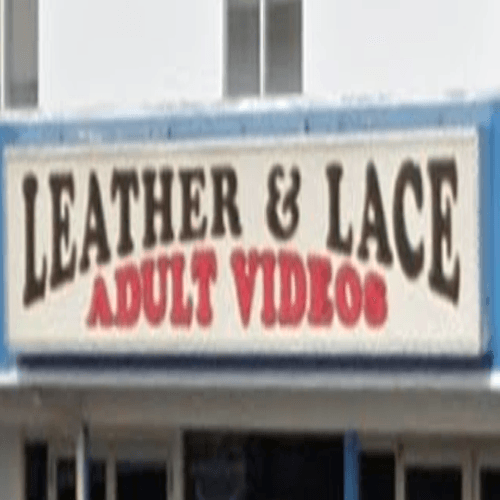 LEATHER & LACE
ADULT VIDEOS